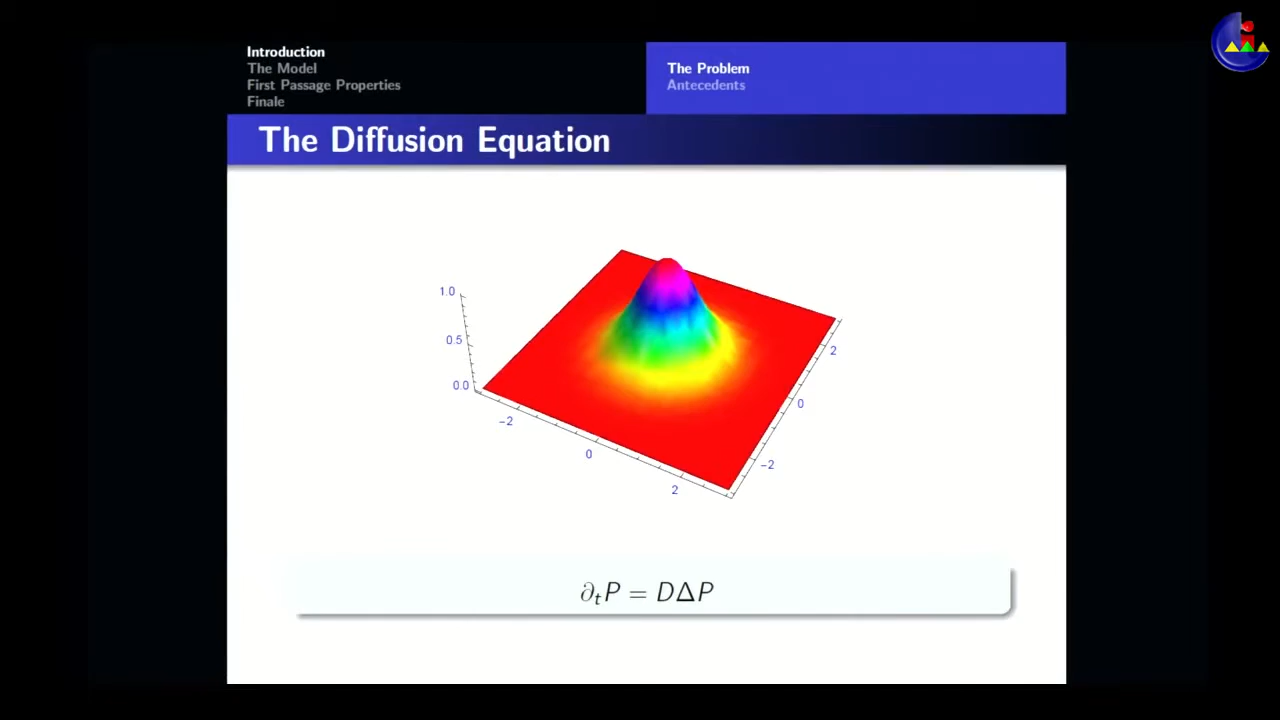 Introduction
The Model
First Passage Properties
Finale
The Problem
Antecedents
The Diffusion Equation
1.0
0.5
0.0
−2
0
2
2
0
−2
∂ₜP = DΔP